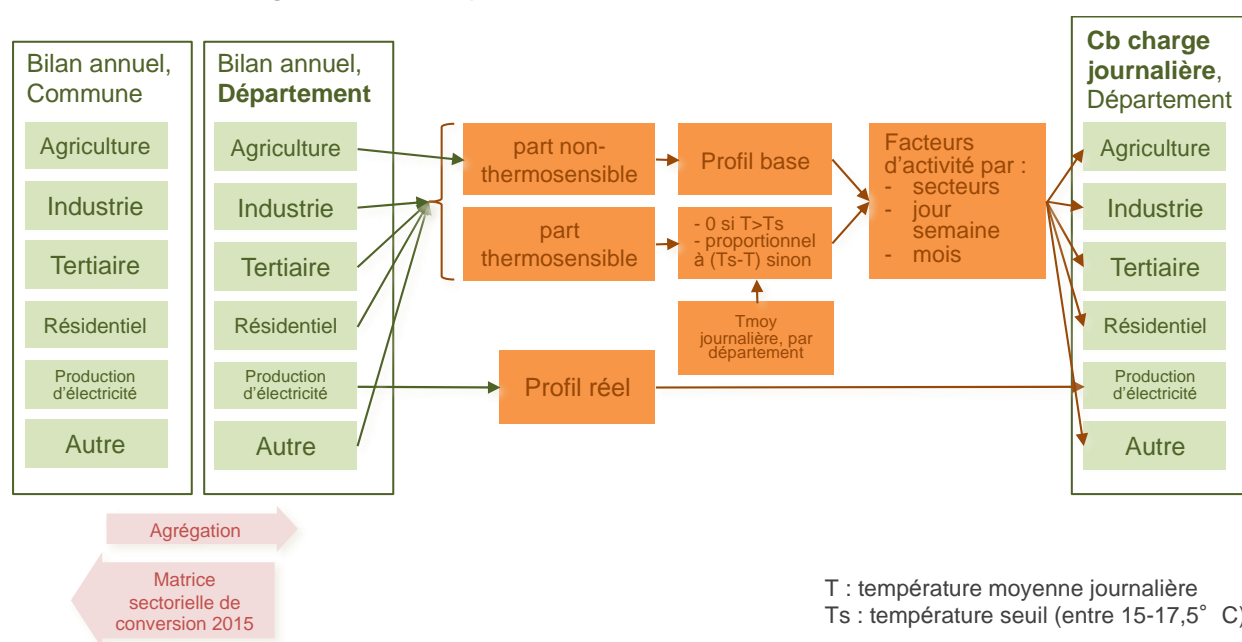 Bilan annuel,
Commune
Agriculture
Industrie
Tertiaire
Résidentiel
Production
d'électricité
Autre
Bilan annuel,
Département
Agriculture
Industrie
Tertiaire
Résidentiel
Production
d'électricité
Autre
part non-
thermosensible
part
thermosensible
Profil base
- 0 si T>Ts
- proportionnel
à (Ts-T) sinon
Tmoy
journalière, par
département
Profil réel
Facteurs
d'activité par :
- secteurs
- jour
semaine
- mois
Cb charge
journalière,
Département
Agriculture
Industrie
Tertiaire
Résidentiel
Production
d'électricité
Autre
Agrégation
Matrice
sectorielle de
conversion 2015
T : température moyenne journalière
Ts : température seuil (entre 15-17,5° C)